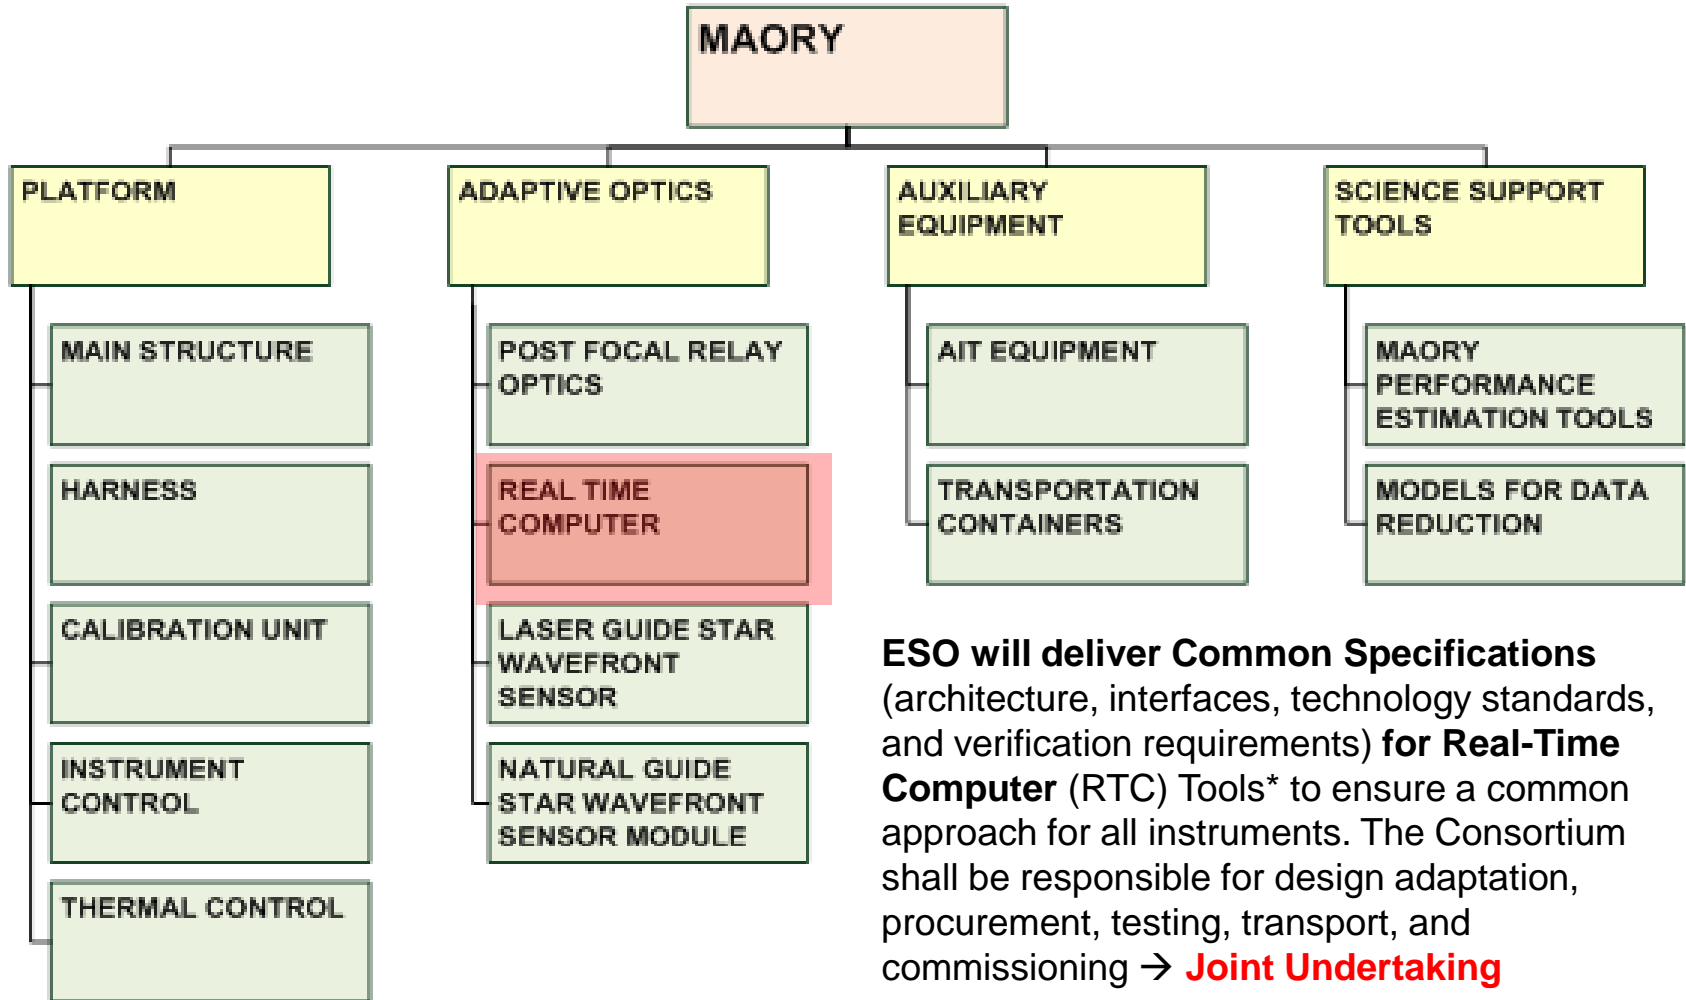 MAORY
PLATFORM
MAIN STRUCTURE
HARNESS
CALIBRATION UNIT
INSTRUMENT
CONTROL
THERMAL CONTROL
ADAPTIVE OPTICS
POST FOCAL RELAY
OPTICS
REAL TIME
COMPUTER
LASER GUIDE STAR
WAVEFRONT
SENSOR
NATURAL GUIDE
STAR WAVEFRONT
SENSOR MODULE
AUXILIARY
EQUIPMENT
AIT EQUIPMENT
TRANSPORTATION
CONTAINERS
SCIENCE SUPPORT
TOOLS
MAORY
PERFORMANCE
ESTIMATION TOOLS
MODELS FOR DATA
REDUCTION
ESO will deliver Common Specifications
(architecture, interfaces, technology standards,
and verification requirements) for Real-Time
Computer (RTC) Tools* to ensure a common
approach for all instruments. The Consortium
shall be responsible for design adaptation,
procurement, testing, transport, and
commissioning → Joint Undertaking